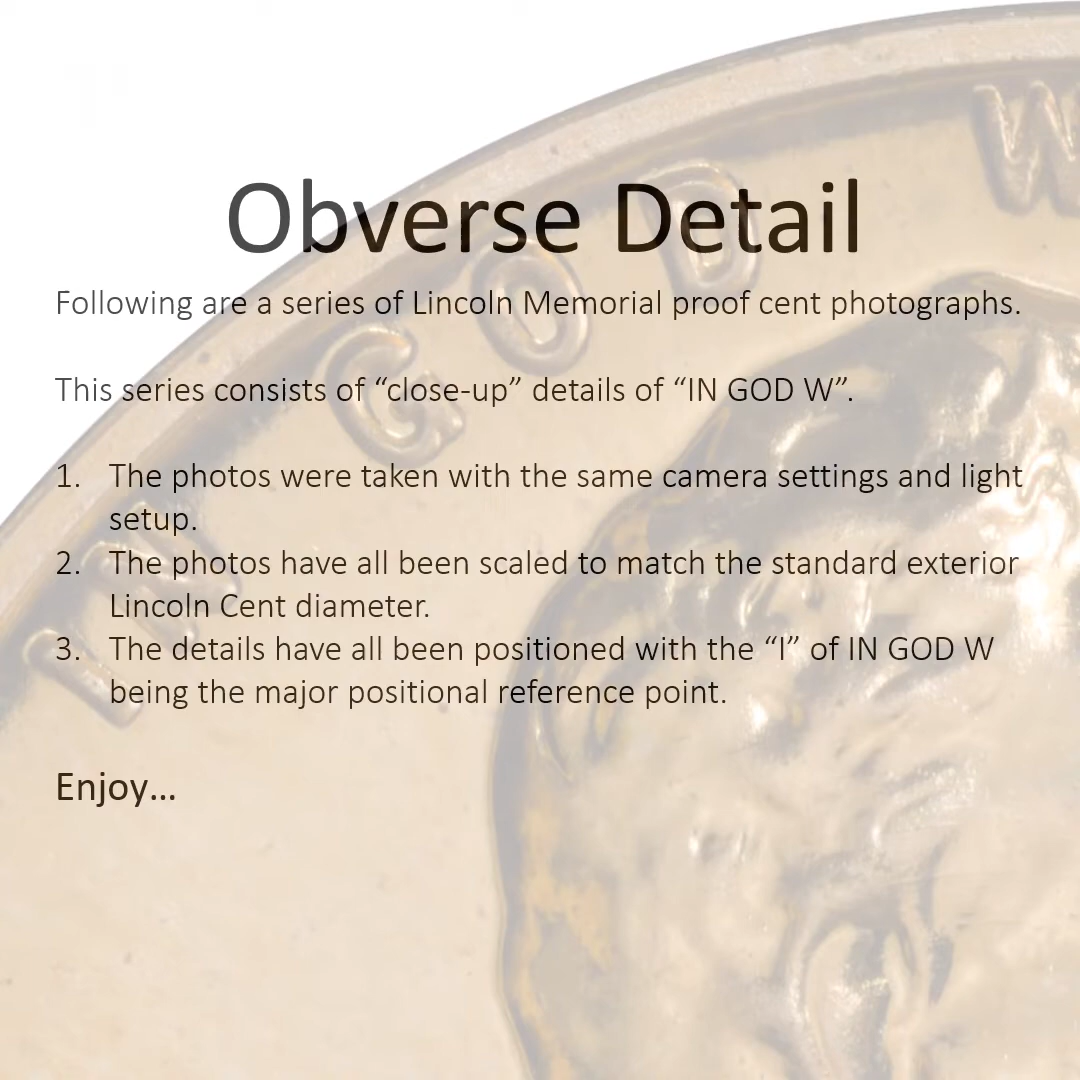 Obverse Detail
Following are a series of Lincoln Memorial proof cent photographs.
This series consists of “close-up” details of “IN GOD W”.
1. The photos were taken with the same camera settings and light
setup.
2. The photos have all been scaled to match the standard exterior
Lincoln Cent diameter.
3. The details have all been positioned with the “I” of IN GOD W
being the major positional reference point.
Enjoy…
IN GOD W